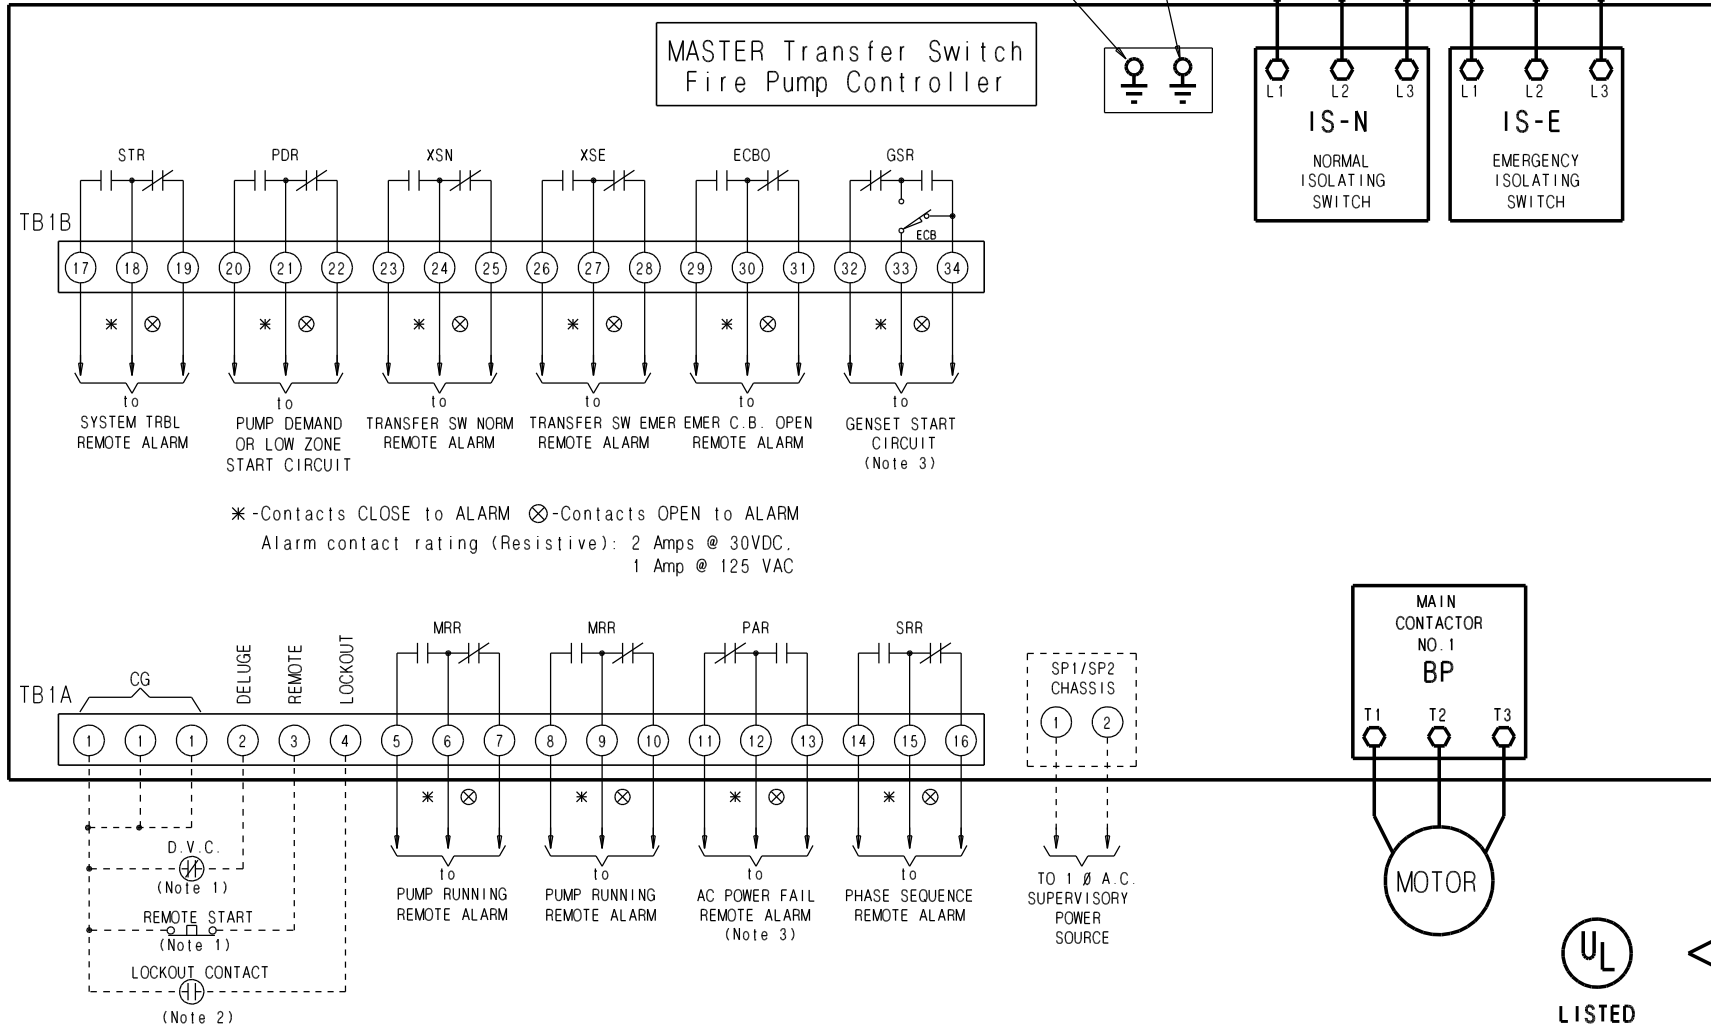 MASTER Transfer Switch
Fire Pump Controller
L1 L2 L3
IS-N
NORMAL
ISOLATING
SWITCH
L1 L2 L3
IS-E
EMERGENCY
ISOLATING
SWITCH
STR PDR XSN XSE ECBO GSR
ECB
TB1B
17 18 19 20 21 22 23 24 25 26 27 28 29 30 31 32 33 34
to
SYSTEM TRBL
REMOTE ALARM
to
PUMP DEMAND
OR LOW ZONE
START CIRCUIT
to
TRANSFER SW NORM
REMOTE ALARM
to
TRANSFER SW EMER
REMOTE ALARM
to
EMER C.B. OPEN
REMOTE ALARM
to
GENSET START
CIRCUIT
(Note 3)
-Contacts CLOSE to ALARM -Contacts OPEN to ALARM
Alarm contact rating (Resistive): 2 Amps @ 30VDC,
1 Amp @ 125 VAC
CG
DELUGE
REMOTE
LOCKOUT
MRR MRR PAR SRR
TB1A
1 1 1 2 3 4 5 6 7 8 9 10 11 12 13 14 15 16
SP1/SP2
CHASSIS
1 2
MAIN
CONTACTOR
NO.1
BP
T1 T2 T3
D.V.C.
(Note 1)
REMOTE START
(Note 1)
LOCKOUT CONTACT
(Note 2)
to
PUMP RUNNING
REMOTE ALARM
to
PUMP RUNNING
REMOTE ALARM
to
AC POWER FAIL
REMOTE ALARM
(Note 3)
to
PHASE SEQUENCE
REMOTE ALARM
TO 1 Ø A.C.
SUPERVISORY
POWER
SOURCE
MOTOR
UL
LISTED